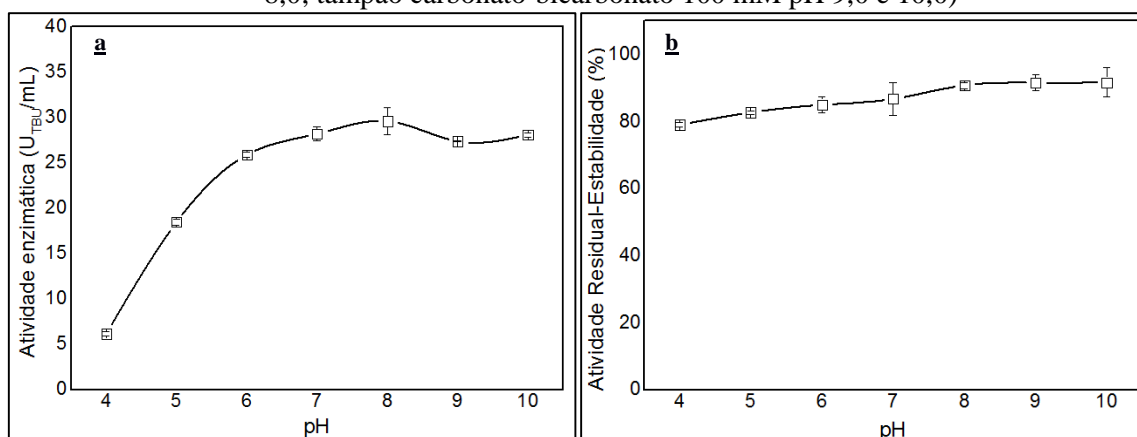 8,0; tampão carbonato-bicarbonato 100 mM pH 9,0 e 10,0)
a
Atividade enzimática (U_TBU/mL)
40
35
30
25
20
15
10
5
0
4 5 6 7 8 9 10
pH
b
Atividade Residual-Estabilidade (%)
100
80
60
40
20
0
4 5 6 7 8 9 10
pH